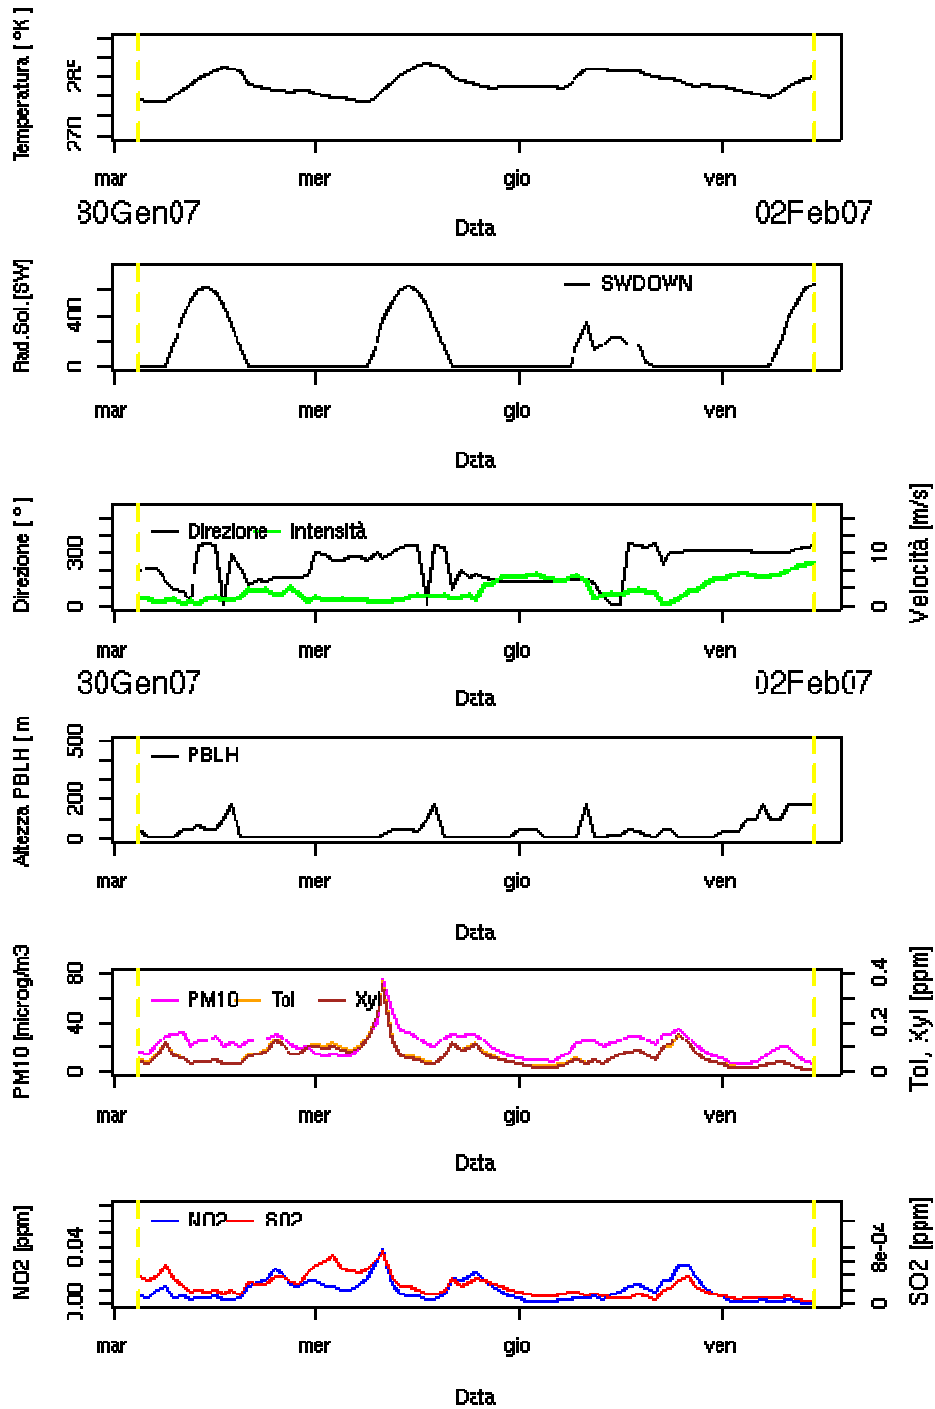 Temperatura [ °K]
270 285
mar mer gio ven
30Gen07 02Feb07
Data
Rad.Sol.[SW]
0 400
SWDOWN
mar mer gio ven
Data
Direzione [ °]
0 300
Direzione Intensità
0 10
Velocità [m/s]
mar mer gio ven
30Gen07 02Feb07
Data
Altezza PBLH [ m
0 200 500
PBLH
mar mer gio ven
Data
PM10 [microg/m3
0 40 80
PM10 Tol Xyl
0 0.2 0.4
Tol, Xyl [ppm]
mar mer gio ven
Data
NO2 [ppm]
0.00 0.04
NO2 SO2
0 8e-04
SO2 [ppm]
mar mer gio ven
Data